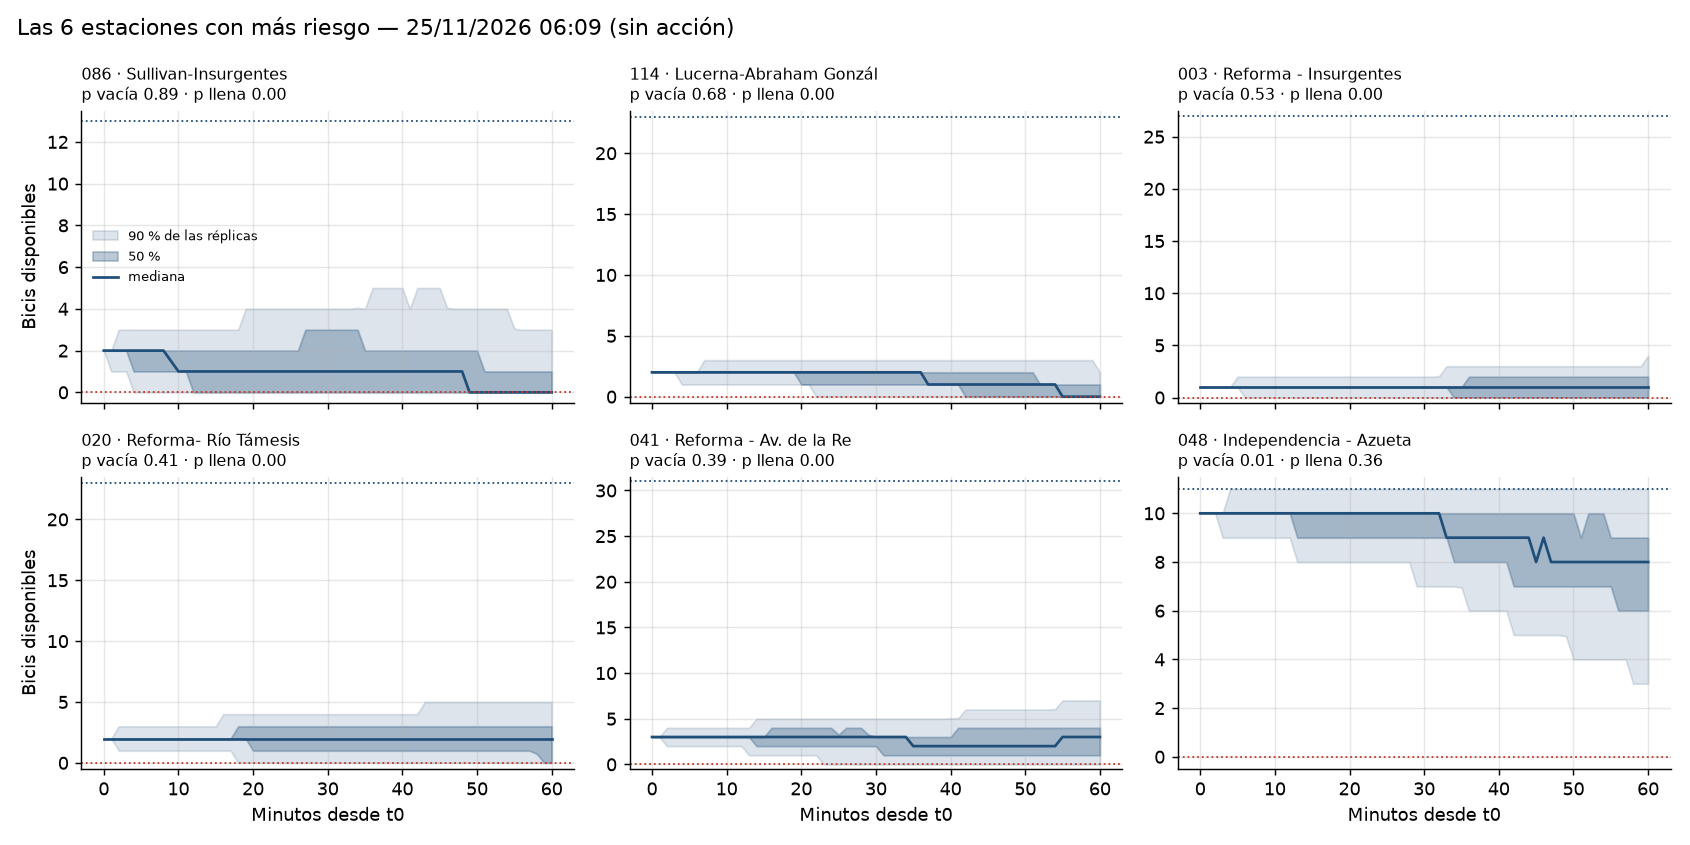 Las 6 estaciones con más riesgo — 25/11/2026 06:09 (sin acción)
086 · Sullivan-Insurgentes
p vacía 0.89 · p llena 0.00
114 · Lucerna-Abraham Gonzál
p vacía 0.68 · p llena 0.00
003 · Reforma - Insurgentes
p vacía 0.53 · p llena 0.00
Bicis disponibles
12
10
8
6
4
2
0
90 % de las réplicas
50 %
mediana
20
15
10
5
0
25
20
15
10
5
0
020 · Reforma- Río Támesis
p vacía 0.41 · p llena 0.00
041 · Reforma - Av. de la Re
p vacía 0.39 · p llena 0.00
048 · Independencia - Azueta
p vacía 0.01 · p llena 0.36
Bicis disponibles
20
15
10
5
0
30
25
20
15
10
5
0
10
8
6
4
2
0
0 10 20 30 40 50 60
0 10 20 30 40 50 60
0 10 20 30 40 50 60
Minutos desde t0
Minutos desde t0
Minutos desde t0